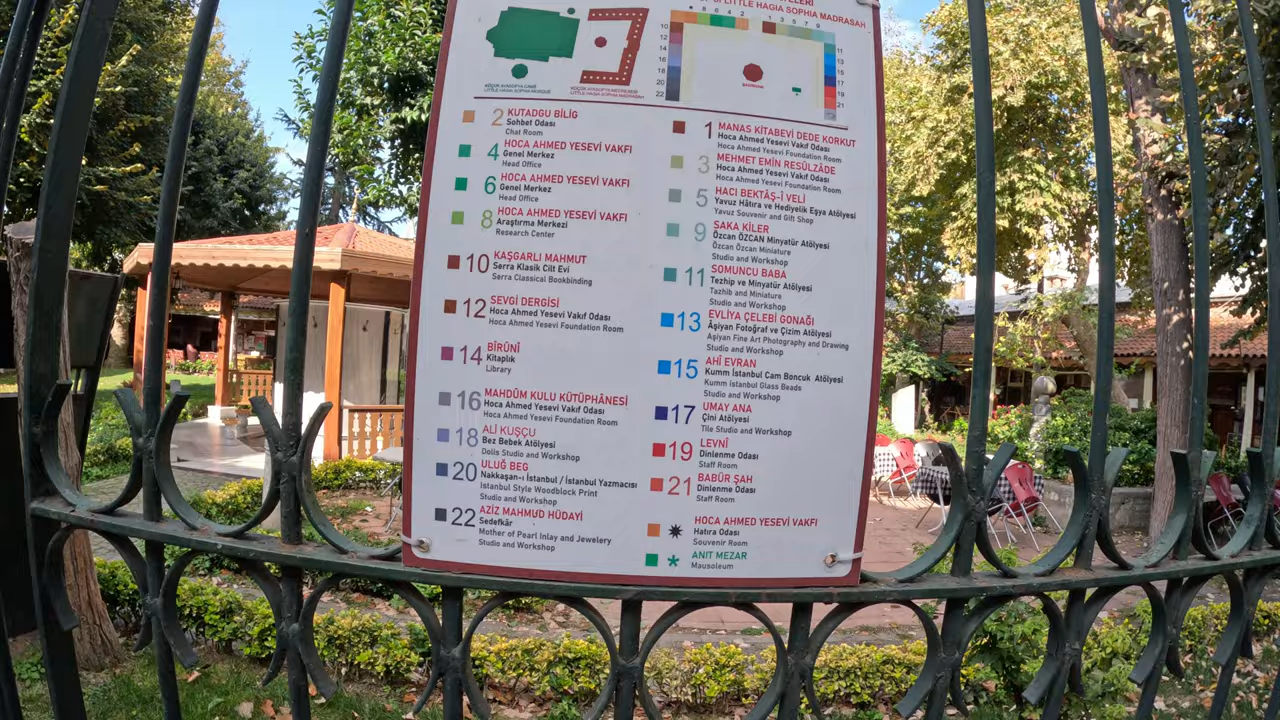 LITTLE HAGIA SOPHIA MADRASAH
KÜÇÜK AYASOFYA CAMİİ
LITTLE HAGIA SOPHIA MOSQUE
KÜÇÜK AYASOFYA MEDRESESİ
LITTLE HAGIA SOPHIA MADRASAH
2 KUTADGU BİLİG
Sohbet Odası
Chat Room
4 HOCA AHMED YESEVİ VAKFI
Genel Merkez
Head Office
6 HOCA AHMED YESEVİ VAKFI
Genel Merkez
Head Office
8 HOCA AHMED YESEVİ VAKFI
Araştırma Merkezi
Research Center
10 KAŞGARLI MAHMUT
Serra Klasik Cilt Evi
Serra Classical Bookbinding
12 SEVGİ DERGİSİ
Hoca Ahmed Yesevi Vakıf Odası
Hoca Ahmed Yesevi Foundation Room
14 BİRÛNÎ
Kitaplık
Library
16 MAHDÛM KULU KÜTÜPHÂNESİ
Hoca Ahmed Yesevi Vakıf Odası
Hoca Ahmed Yesevi Foundation Room
18 ALİ KUŞÇU
Bez Bebek Atölyesi
Dolls Studio and Workshop
20 ULUĞ BEG
Nakkaşan-ı İstanbul / İstanbul Yazmacısı
İstanbul Style Woodblock Print
Studio and Workshop
22 AZİZ MAHMUD HÜDAYİ
Sedefkâr
Mother of Pearl Inlay and Jewelery
Studio and Workshop
1 MANAS KİTABEVİ DEDE KORKUT
Hoca Ahmed Yesevi Vakıf Odası
Hoca Ahmed Yesevi Foundation Room
3 MEHMET EMİN RESÛLZÂDE
Hoca Ahmed Yesevi Vakıf Odası
Hoca Ahmed Yesevi Foundation Room
5 HACI BEKTÂŞ-İ VELİ
Yavuz Hâtıra ve Hediyelik Eşya Atölyesi
Yavuz Souvenir and Gift Shop
9 SAKA KİLER
Özcan ÖZCAN Minyatür Atölyesi
Özcan Özcan Miniature
Studio and Workshop
11 SOMUNCU BABA
Tezhip ve Minyatür Atölyesi
Tazhib and Miniature
Studio and Workshop
13 EVLİYA ÇELEBİ GONAĞI
Âşiyan Fotoğraf ve Çizim Atölyesi
Aşiyan Fine Art Photography and Drawing
Studio and Workshop
15 AHİ EVRAN
Kumm İstanbul Cam Boncuk Atölyesi
Kumm istanbul Glass Beads
Studio and Workshop
17 UMAY ANA
Çini Atölyesi
Tile Studio and Workshop
19 LEVNÎ
Dinlenme Odası
Staff Room
21 BABÜR ŞAH
Dinlenme Odası
Staff Room
HOCA AHMED YESEVİ VAKFI
Hatıra Odası
Souvenir Room
ANIT MEZAR
Mausoleum